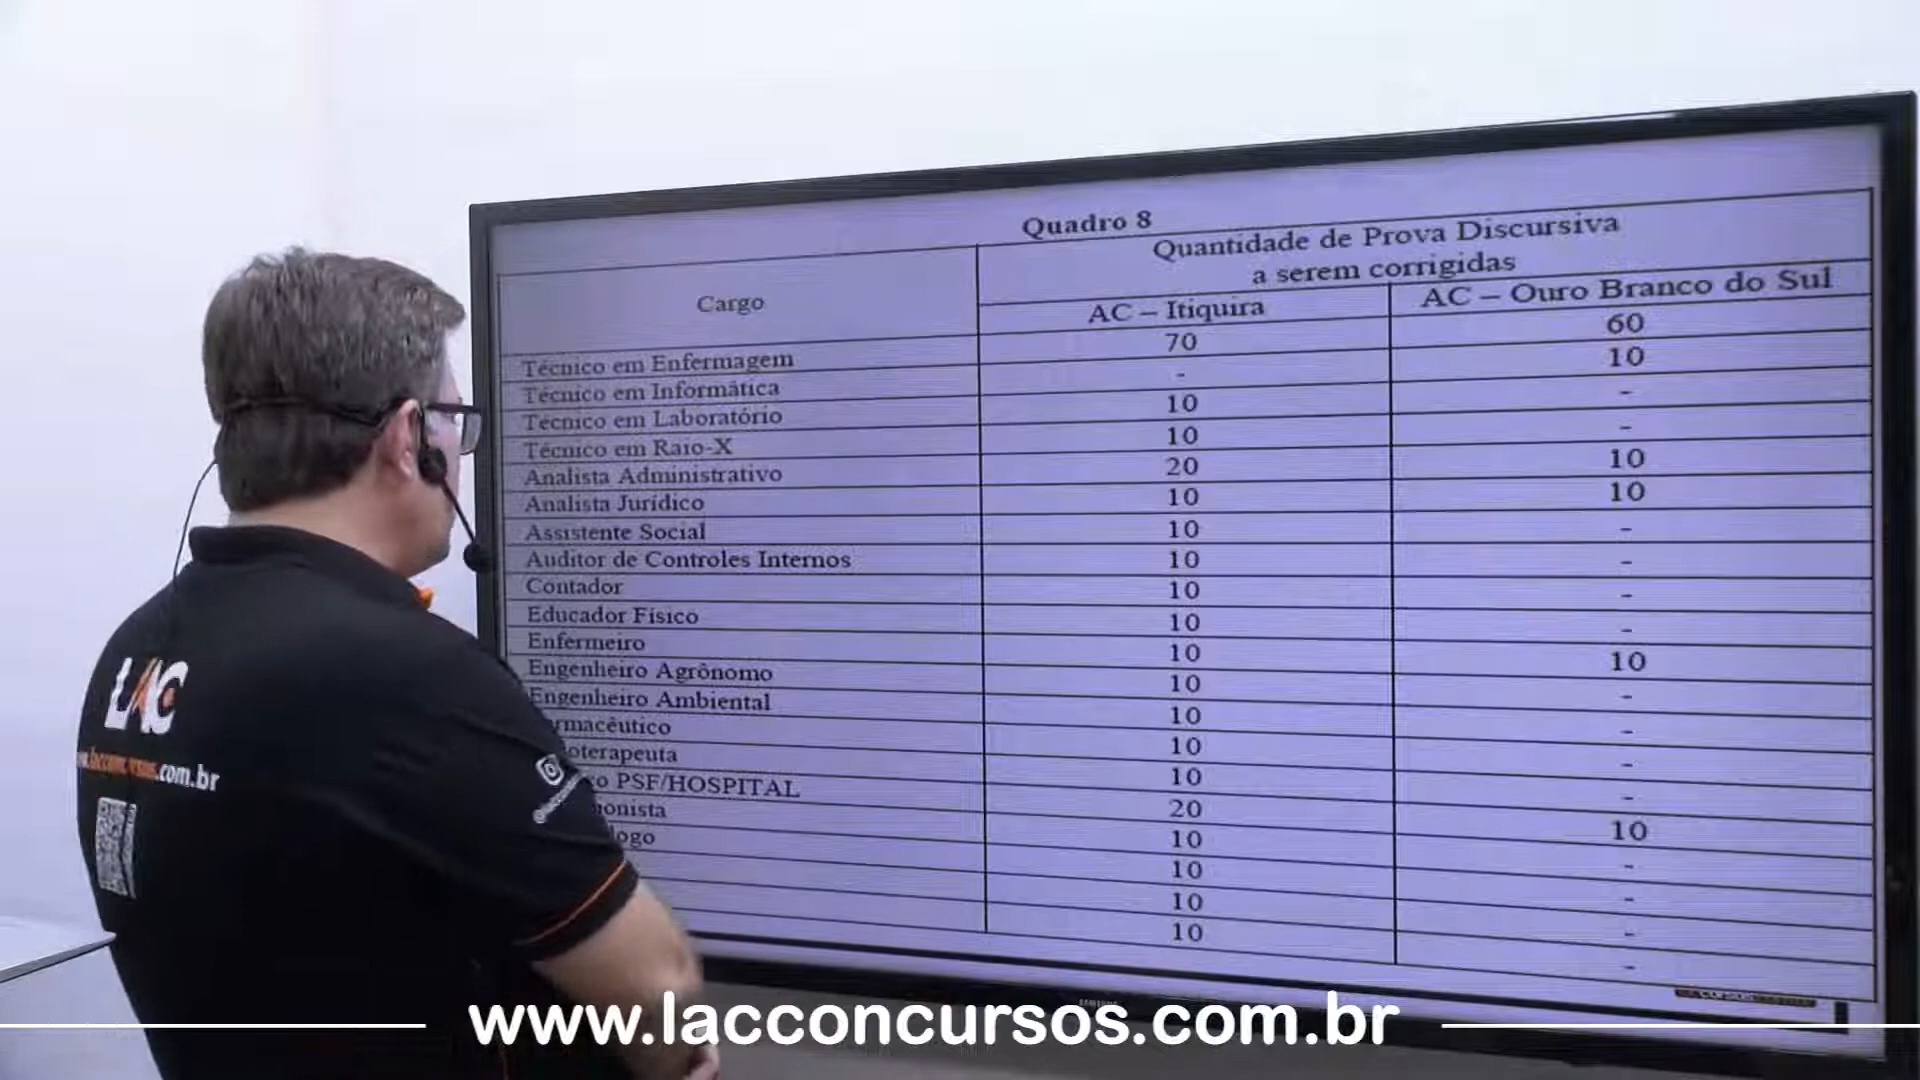 Quadro 8
Cargo
Quantidade de Prova Discursiva
a serem corrigidas
AC – Itiquira AC – Ouro Branco do Sul
Técnico em Enfermagem 70 60
Técnico em Informática - 10
Técnico em Laboratório 10 -
Técnico em Raio-X 10 -
Analista Administrativo 20 10
Analista Jurídico 10 10
Assistente Social 10 -
Auditor de Controles Internos 10 -
Contador 10 -
Educador Físico 10 -
Enfermeiro 10 10
Engenheiro Agrônomo 10 -
Engenheiro Ambiental 10 -
10 -
10 -
PSF/HOSPITAL 20 10
10 -
10 -
10 -
10 -
LAC
.com.br
www.lacconcursos.com.br